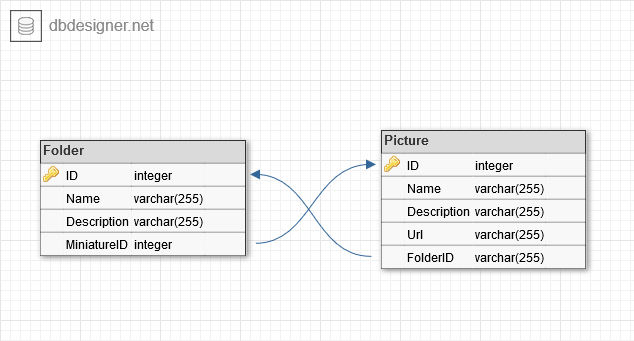 dbdesigner.net
Folder
ID integer
Name varchar(255)
Description varchar(255)
MiniatureID integer
Picture
ID integer
Name varchar(255)
Description varchar(255)
Url varchar(255)
FolderID varchar(255)